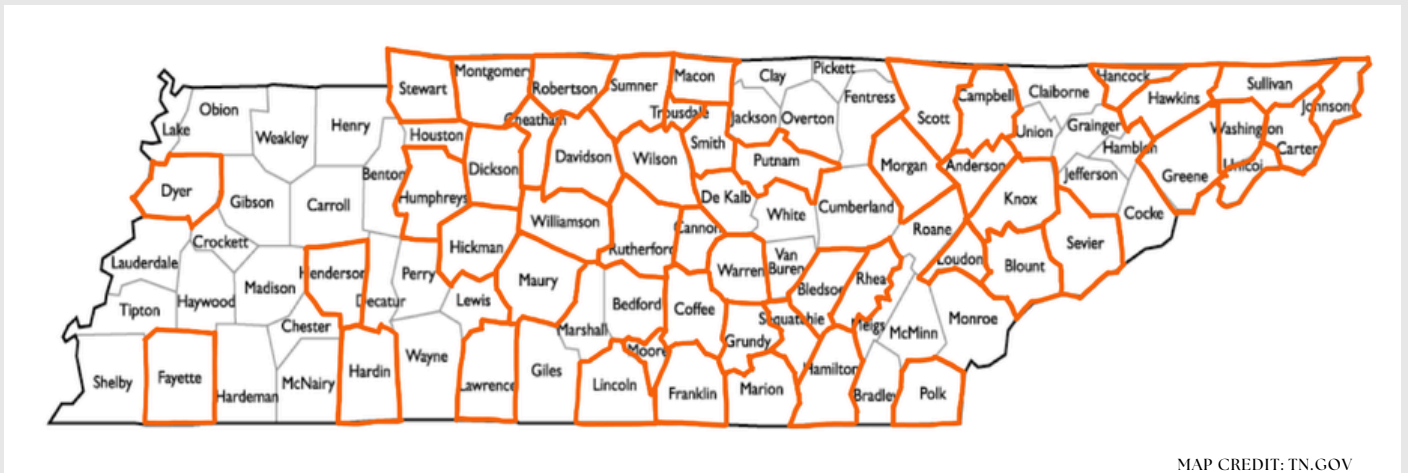 Stewart
Montgomery
Robertson
Sumner
Macon
Clay
Pickett
Fentress
Scott
Campbell
Claiborne
Hancock
Hawkins
Sullivan
Johnson
Obion
Lake
Weakley
Henry
Houston
Cheatham
Trousdale
Smith
Jackson
Overton
Union
Grainger
Hamblen
Washington
Carter
Unicoi
Greene
Dyer
Gibson
Carroll
Benton
Humphreys
Dickson
Davidson
Wilson
Putnam
Morgan
Anderson
Knox
Jefferson
Cocke
De Kalb
White
Cumberland
Roane
Sevier
Crockett
Lauderdale
Williamson
Rutherford
Cannon
Hickman
Henderson
Madison
Haywood
Tipton
Decatur
Perry
Lewis
Maury
Bedford
Coffee
Warren
Van
Buren
Bledsoe
Rhea
Loudon
Blount
Monroe
McMinn
Meigs
Sequatchie
Grundy
Marshall
Moore
Chester
Shelby
Fayette
Hardeman
McNairy
Hardin
Wayne
Lawrence
Giles
Lincoln
Franklin
Marion
Hamilton
Bradley
Polk
MAP CREDIT: TN.GOV